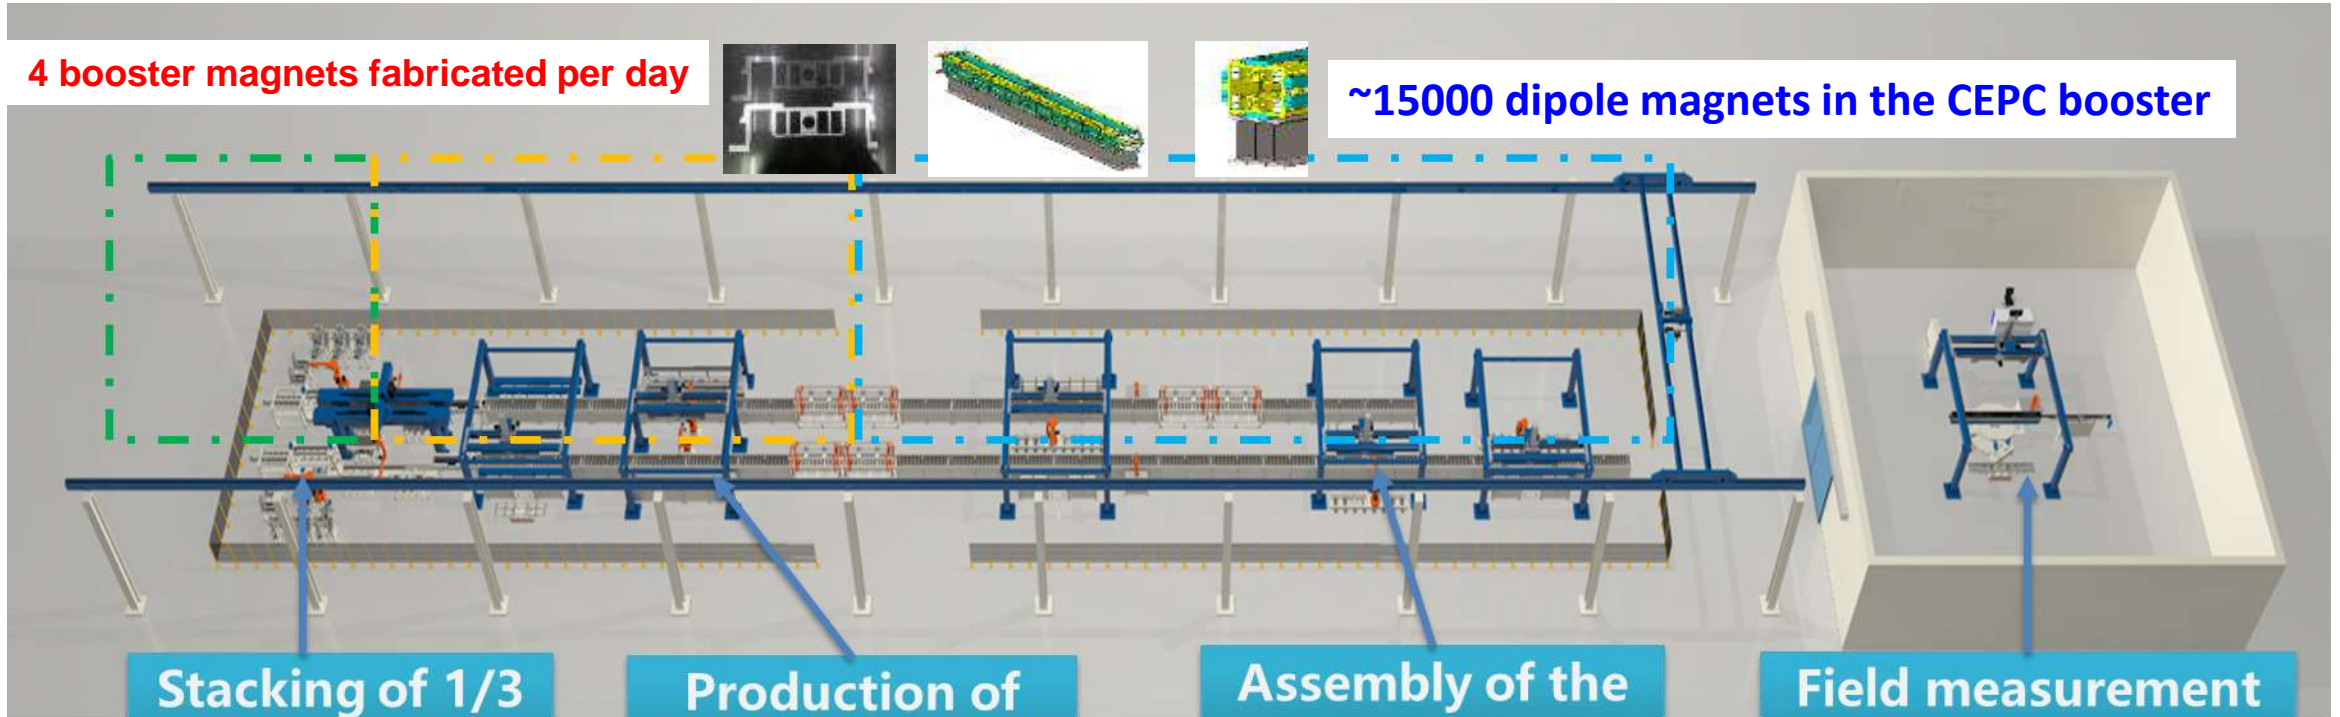 4 booster magnets fabricated per day
~15000 dipole magnets in the CEPC booster
Stacking of 1/3
Production of
Assembly of the
Field measurement